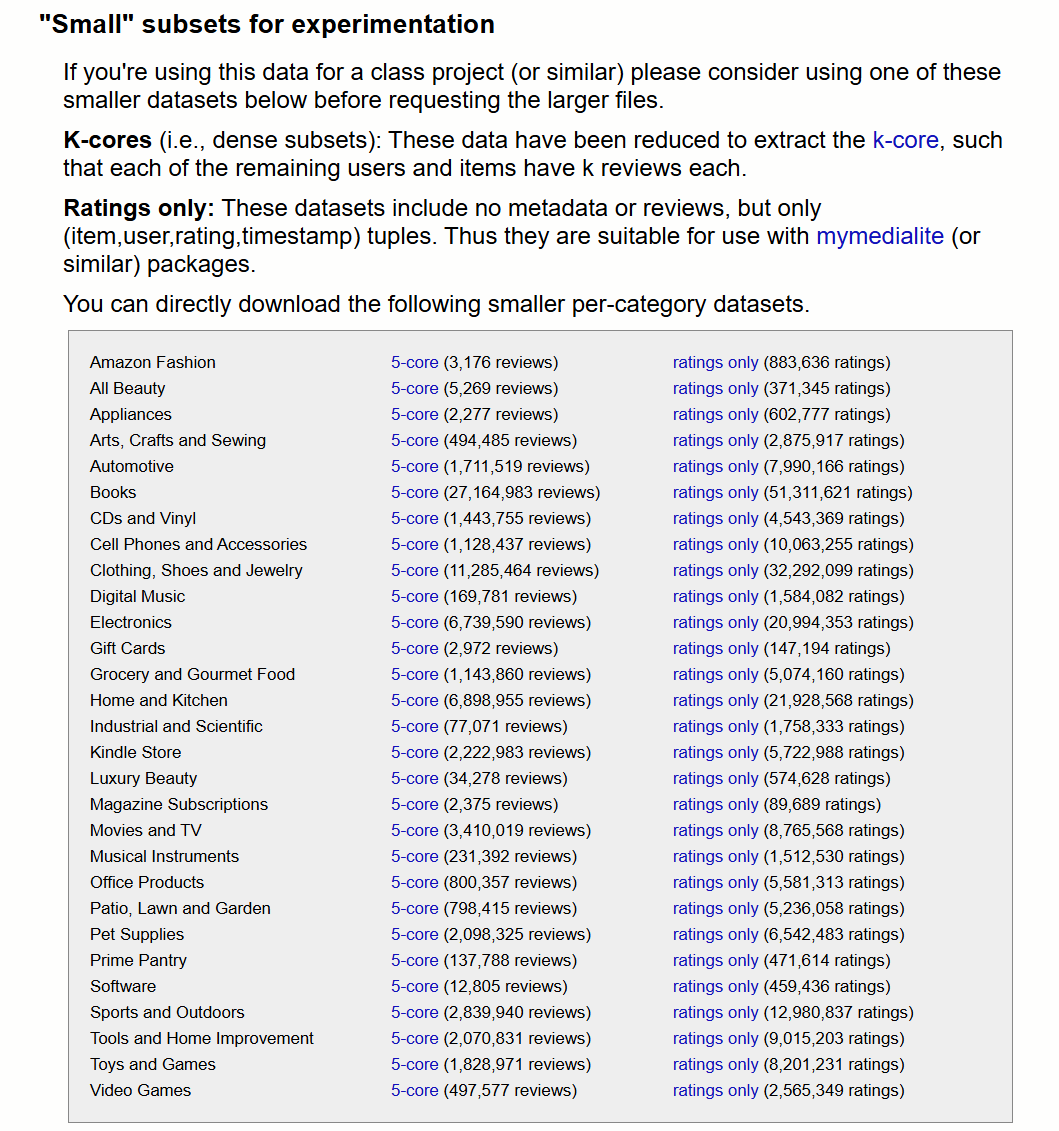 "Small" subsets for experimentation
If you're using this data for a class project (or similar) please consider using one of these
smaller datasets below before requesting the larger files.
K-cores (i.e., dense subsets): These data have been reduced to extract the k-core, such
that each of the remaining users and items have k reviews each.
Ratings only: These datasets include no metadata or reviews, but only
(item,user,rating,timestamp) tuples. Thus they are suitable for use with mymedialite (or
similar) packages.
You can directly download the following smaller per-category datasets.
Amazon Fashion 5-core (3,176 reviews) ratings only (883,636 ratings)
All Beauty 5-core (5,269 reviews) ratings only (371,345 ratings)
Appliances 5-core (2,277 reviews) ratings only (602,777 ratings)
Arts, Crafts and Sewing 5-core (494,485 reviews) ratings only (2,875,917 ratings)
Automotive 5-core (1,711,519 reviews) ratings only (7,990,166 ratings)
Books 5-core (27,164,983 reviews) ratings only (51,311,621 ratings)
CDs and Vinyl 5-core (1,443,755 reviews) ratings only (4,543,369 ratings)
Cell Phones and Accessories 5-core (1,128,437 reviews) ratings only (10,063,255 ratings)
Clothing, Shoes and Jewelry 5-core (11,285,464 reviews) ratings only (32,292,099 ratings)
Digital Music 5-core (169,781 reviews) ratings only (1,584,082 ratings)
Electronics 5-core (6,739,590 reviews) ratings only (20,994,353 ratings)
Gift Cards 5-core (2,972 reviews) ratings only (147,194 ratings)
Grocery and Gourmet Food 5-core (1,143,860 reviews) ratings only (5,074,160 ratings)
Home and Kitchen 5-core (6,898,955 reviews) ratings only (21,928,568 ratings)
Industrial and Scientific 5-core (77,071 reviews) ratings only (1,758,333 ratings)
Kindle Store 5-core (2,222,983 reviews) ratings only (5,722,988 ratings)
Luxury Beauty 5-core (34,278 reviews) ratings only (574,628 ratings)
Magazine Subscriptions 5-core (2,375 reviews) ratings only (89,689 ratings)
Movies and TV 5-core (3,410,019 reviews) ratings only (8,765,568 ratings)
Musical Instruments 5-core (231,392 reviews) ratings only (1,512,530 ratings)
Office Products 5-core (800,357 reviews) ratings only (5,581,313 ratings)
Patio, Lawn and Garden 5-core (798,415 reviews) ratings only (5,236,058 ratings)
Pet Supplies 5-core (2,098,325 reviews) ratings only (6,542,483 ratings)
Prime Pantry 5-core (137,788 reviews) ratings only (471,614 ratings)
Software 5-core (12,805 reviews) ratings only (459,436 ratings)
Sports and Outdoors 5-core (2,839,940 reviews) ratings only (12,980,837 ratings)
Tools and Home Improvement 5-core (2,070,831 reviews) ratings only (9,015,203 ratings)
Toys and Games 5-core (1,828,971 reviews) ratings only (8,201,231 ratings)
Video Games 5-core (497,577 reviews) ratings only (2,565,349 ratings)